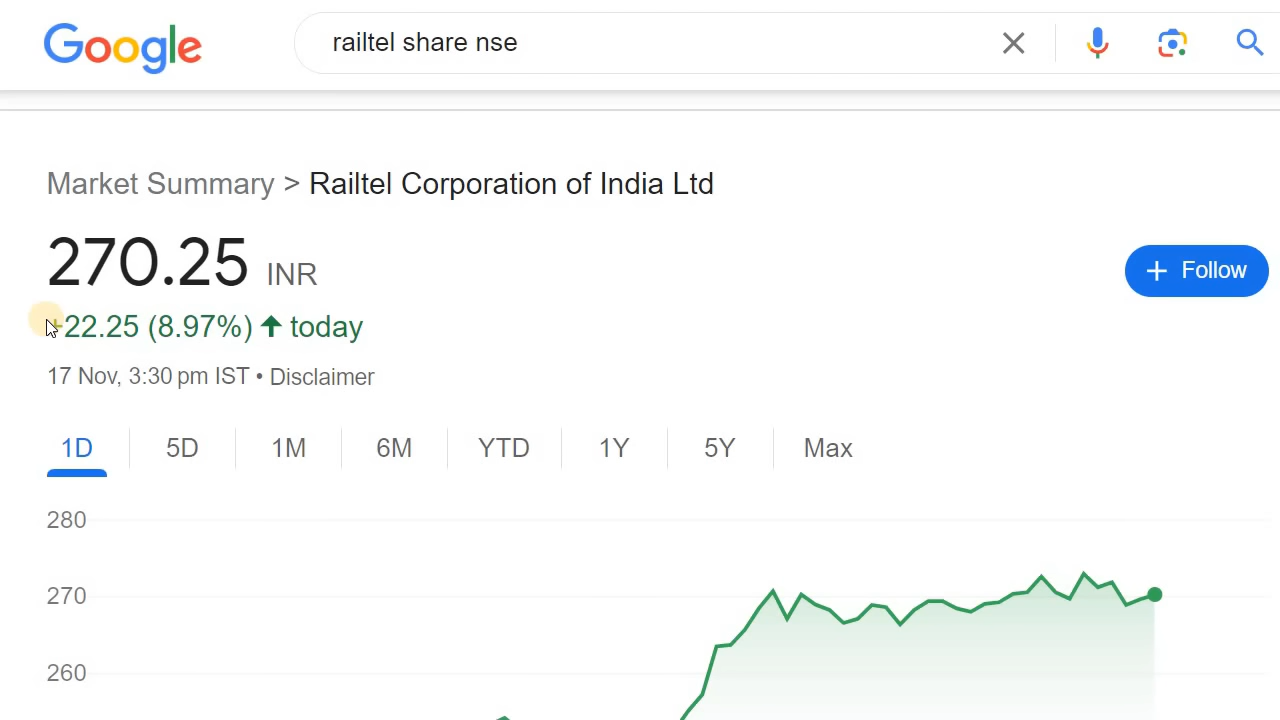 Google
railtel share nse
Market Summary > Railtel Corporation of India Ltd
270.25 INR
+ Follow
+22.25 (8.97%) ↑ today
17 Nov, 3:30 pm IST • Disclaimer
1D 5D 1M 6M YTD 1Y 5Y Max
280
270
260